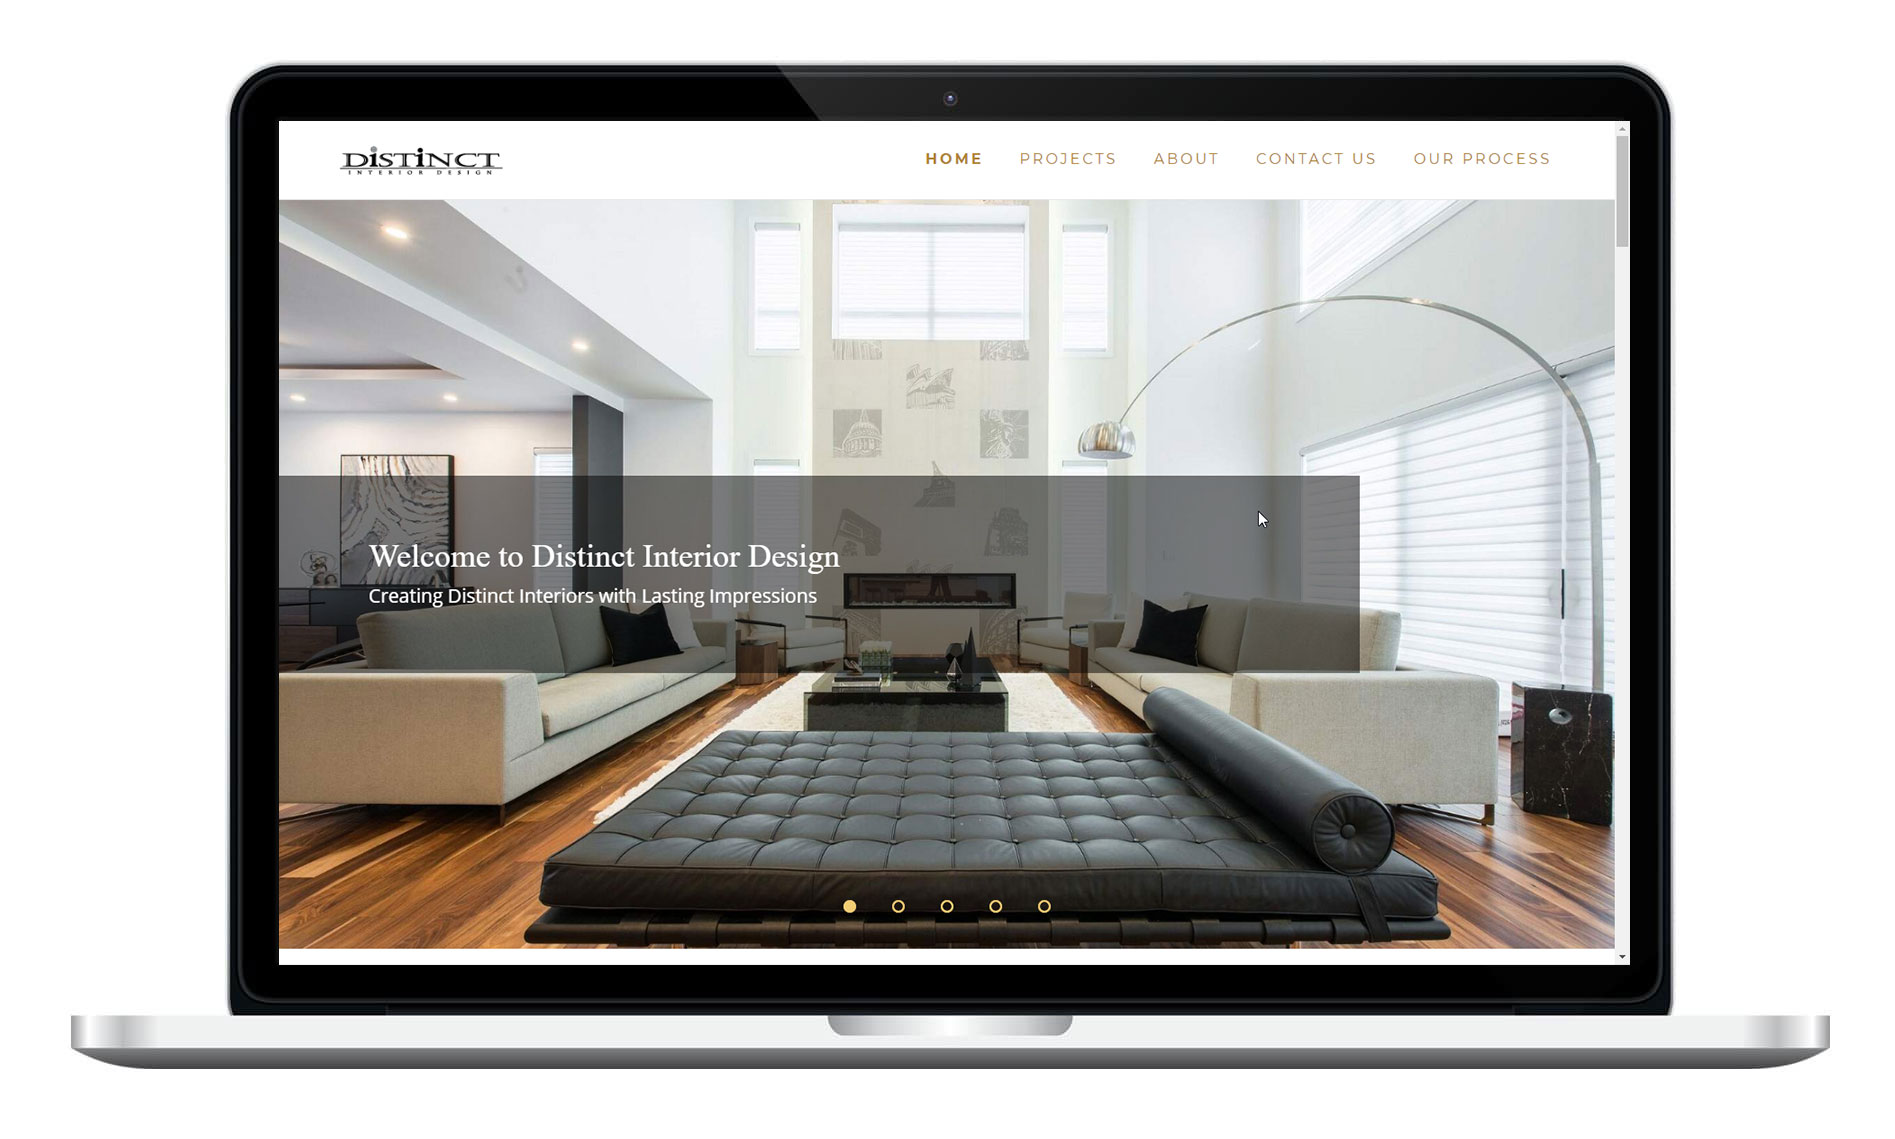 DiSTiNCT
INTERIOR DESIGN
HOME PROJECTS ABOUT CONTACT US OUR PROCESS
Welcome to Distinct Interior Design
Creating Distinct Interiors with Lasting Impressions